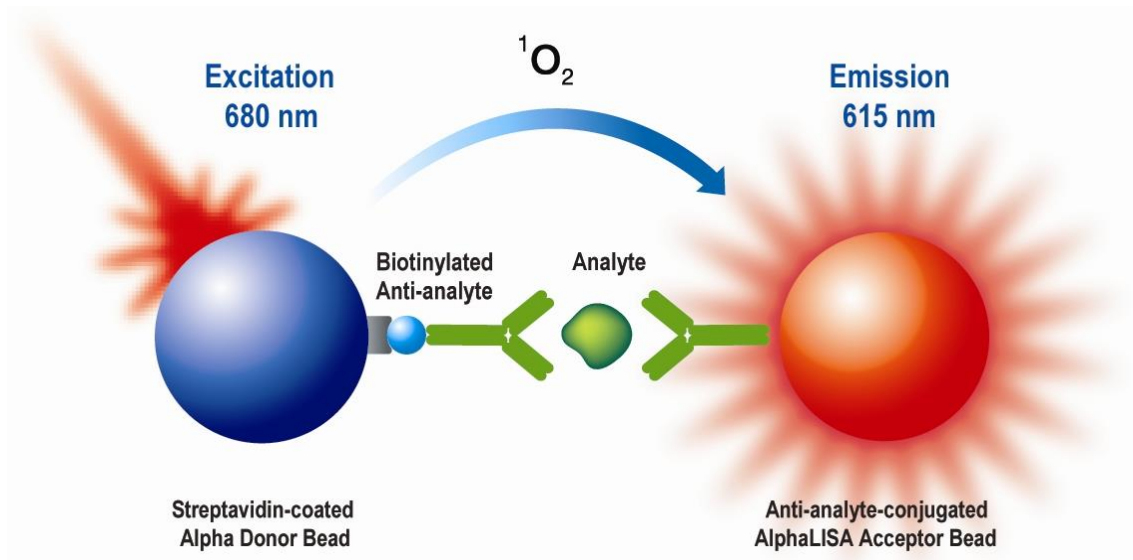 ¹O₂
Excitation
680 nm
Emission
615 nm
Biotinylated
Anti-analyte
Analyte
Streptavidin-coated
Alpha Donor Bead
Anti-analyte-conjugated
AlphaLISA Acceptor Bead